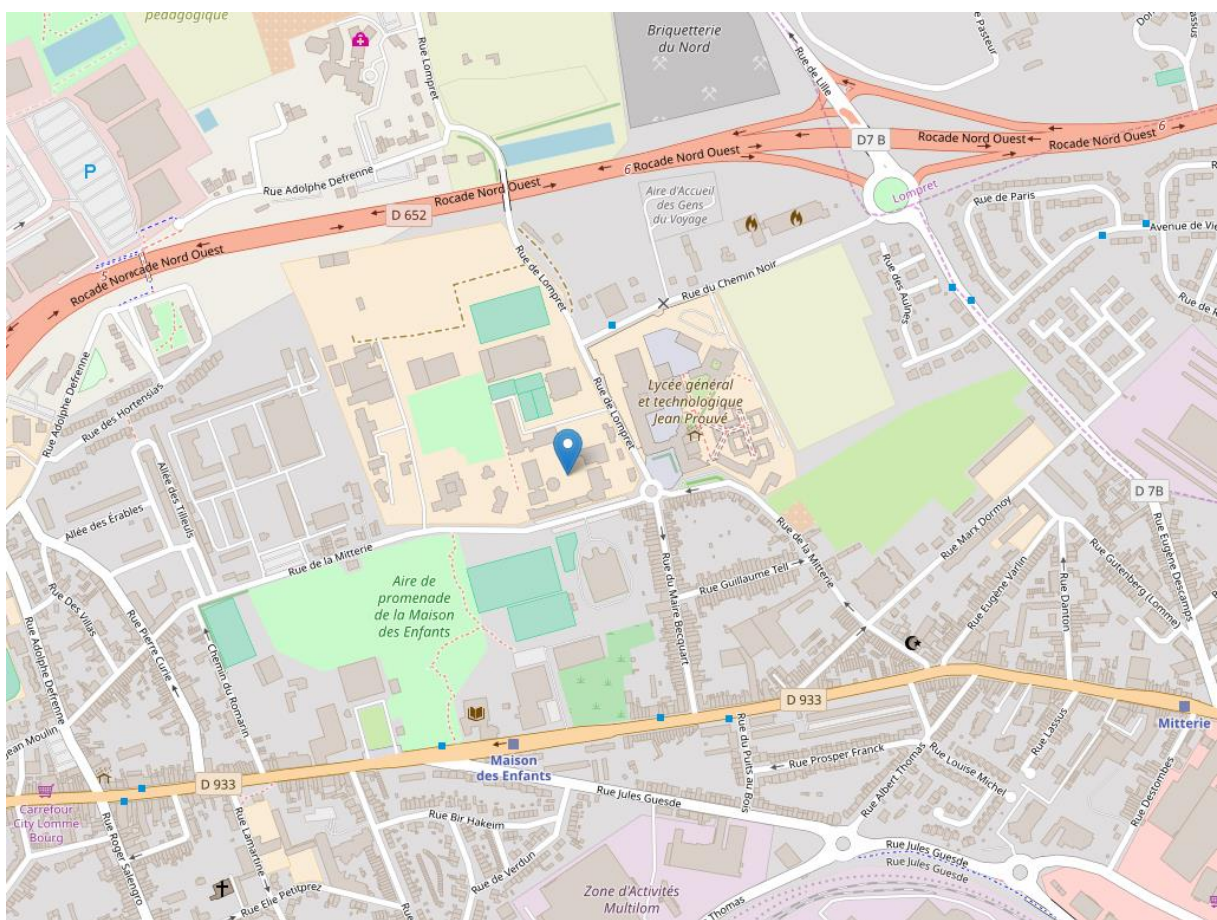 pédagogique
Briquetterie
du Nord
Rue Pasteur
Rue Lompret
Rue de Lille
D7 B
Rocade Nord Ouest
6
Rocade Nord Ouest
6
Rocade Nord Ouest
Rocade Nord Ouest
D 652
Rue Adolphe Defrenne
P
Lompret
Aire d'Accueil
des Gens
du Voyage
Rue de Paris
Rocade Nord Ouest
5
Rue de Lompret
Rue du Chemin Noir
Rue des Aulnes
Rue Adolphe Defrenne
Rue des Hortensias
Lycée général
et technologique
Jean Prouvé
Rue de Lompret
Allée des Tilleuls
Allée des Érables
D 7B
Rue Marx Dormoy
Rue de la Mitterie
Rue de la Mitterie
Rue Eugène Descamps
Rue Gutenberg (Lomme)
Rue Eugène Varlin
Rue Danton
Rue Guillaume Tell
Rue du Maire Becquart
Aire de
promenade
de la Maison
des Enfants
Rue Des Villas
Rue Pierre Curie
Rue Adolphe Defrenne
Chemin du Romarin
D 933
Mitterie
Maison
des Enfants
Rue du Puits au Bois
Rue Prosper Franck
Rue Albert Thomas
Rue Louise Michel
Rue Lassus
Rue Destombes
Jean Moulin
D 933
Carrefour
City Lomme
Bourg
Rue Jules Guesde
Rue Bir Hakeim
Rue de Verdun
Rue Lamartine
Rue Roger Salengro
Rue Elie Petitprez
Rue Jules Guesde
Rue Jules Guesde
Zone d'Activités
Multilom
Thomas